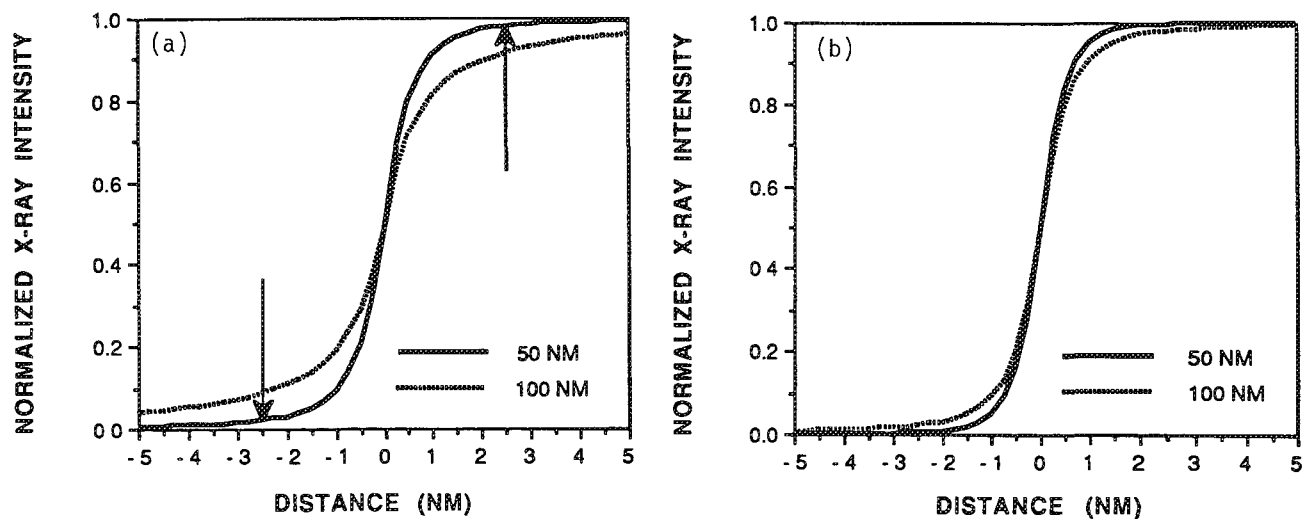 (a)
NORMALIZED X-RAY INTENSITY
1.0
0.8
0.6
0.4
0.2
0.0
50 NM
100 NM
-5 -4 -3 -2 -1 0 1 2 3 4 5
DISTANCE (NM)
(b)
NORMALIZED X-RAY INTENSITY
1.0
0.8
0.6
0.4
0.2
0.0
50 NM
100 NM
-5 -4 -3 -2 -1 0 1 2 3 4 5
DISTANCE (NM)